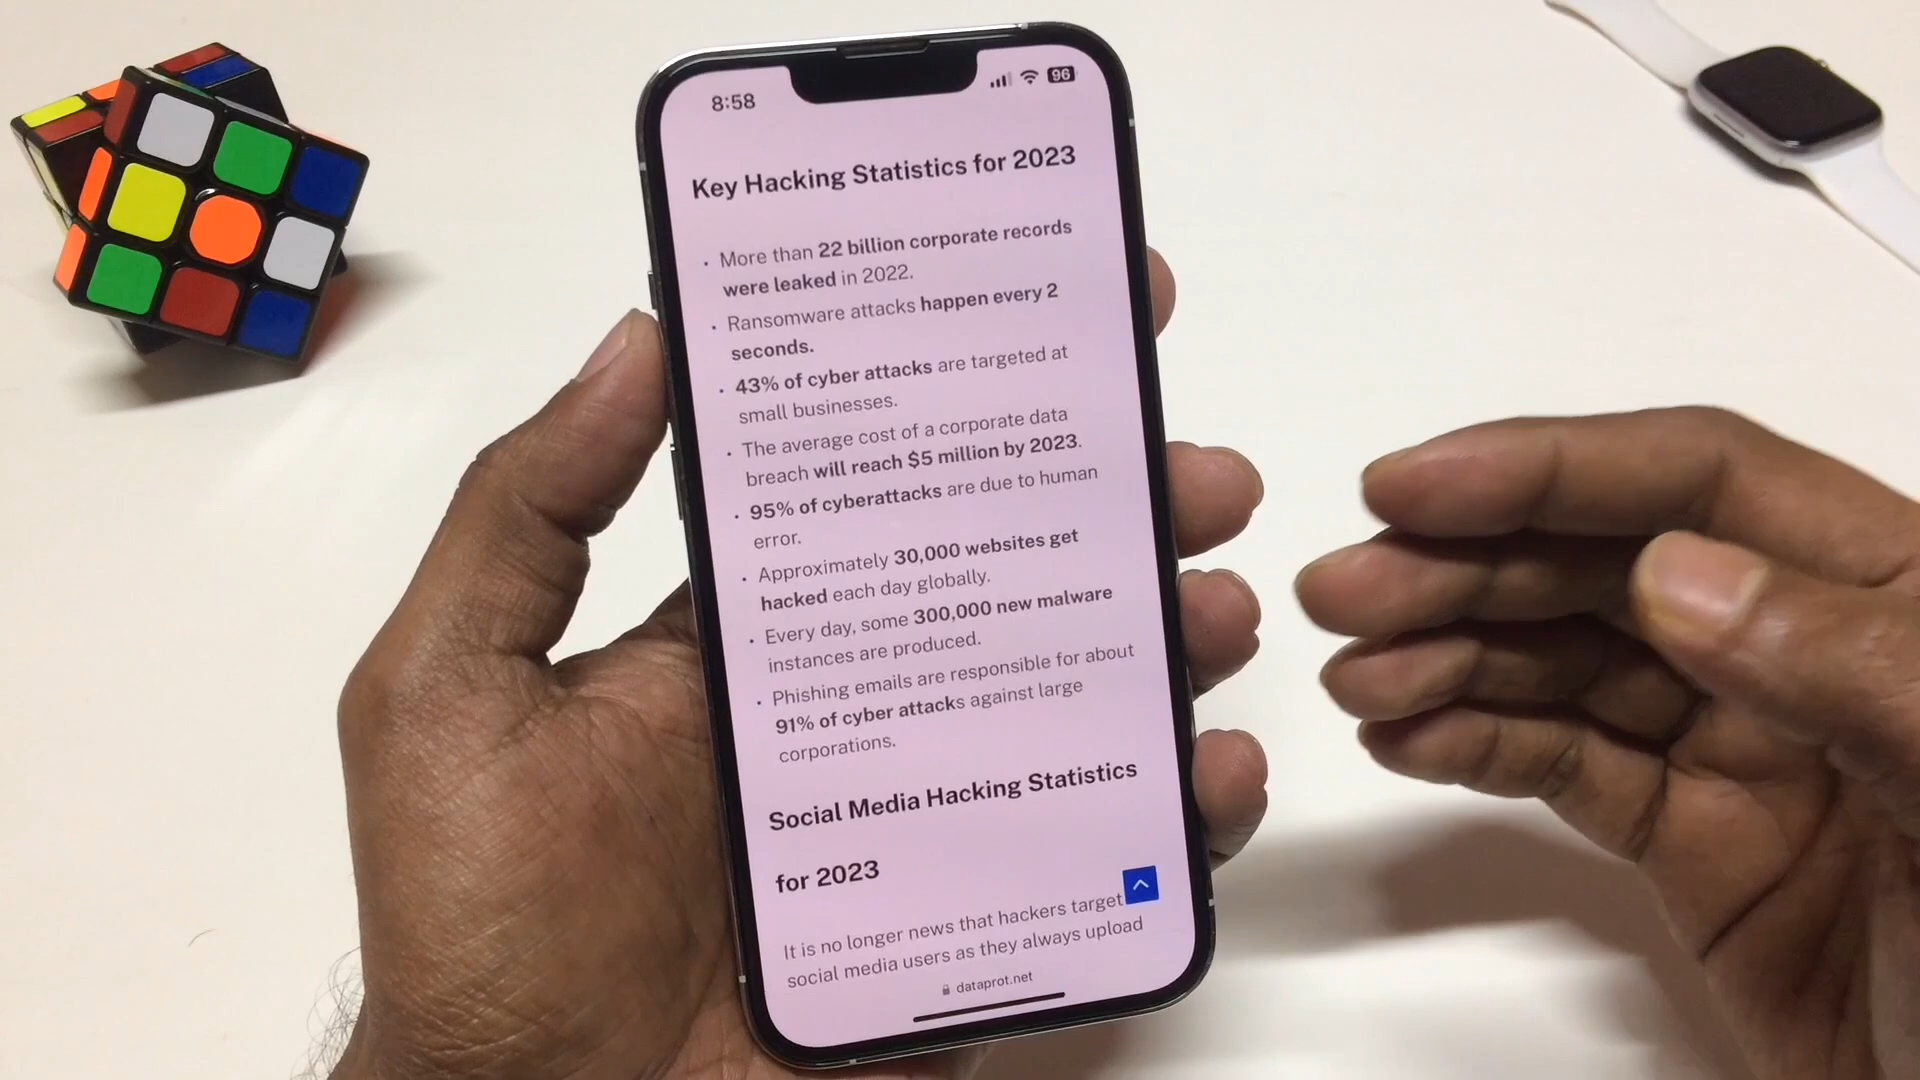 8:58
96
Key Hacking Statistics for 2023
• More than 22 billion corporate records
were leaked in 2022.
• Ransomware attacks happen every 2
seconds.
• 43% of cyber attacks are targeted at
small businesses.
• The average cost of a corporate data
breach will reach $5 million by 2023.
• 95% of cyberattacks are due to human
error.
• Approximately 30,000 websites get
hacked each day globally.
• Every day, some 300,000 new malware
instances are produced.
• Phishing emails are responsible for about
91% of cyber attacks against large
corporations.
Social Media Hacking Statistics
for 2023
It is no longer news that hackers target
social media users as they always upload
dataprot.net